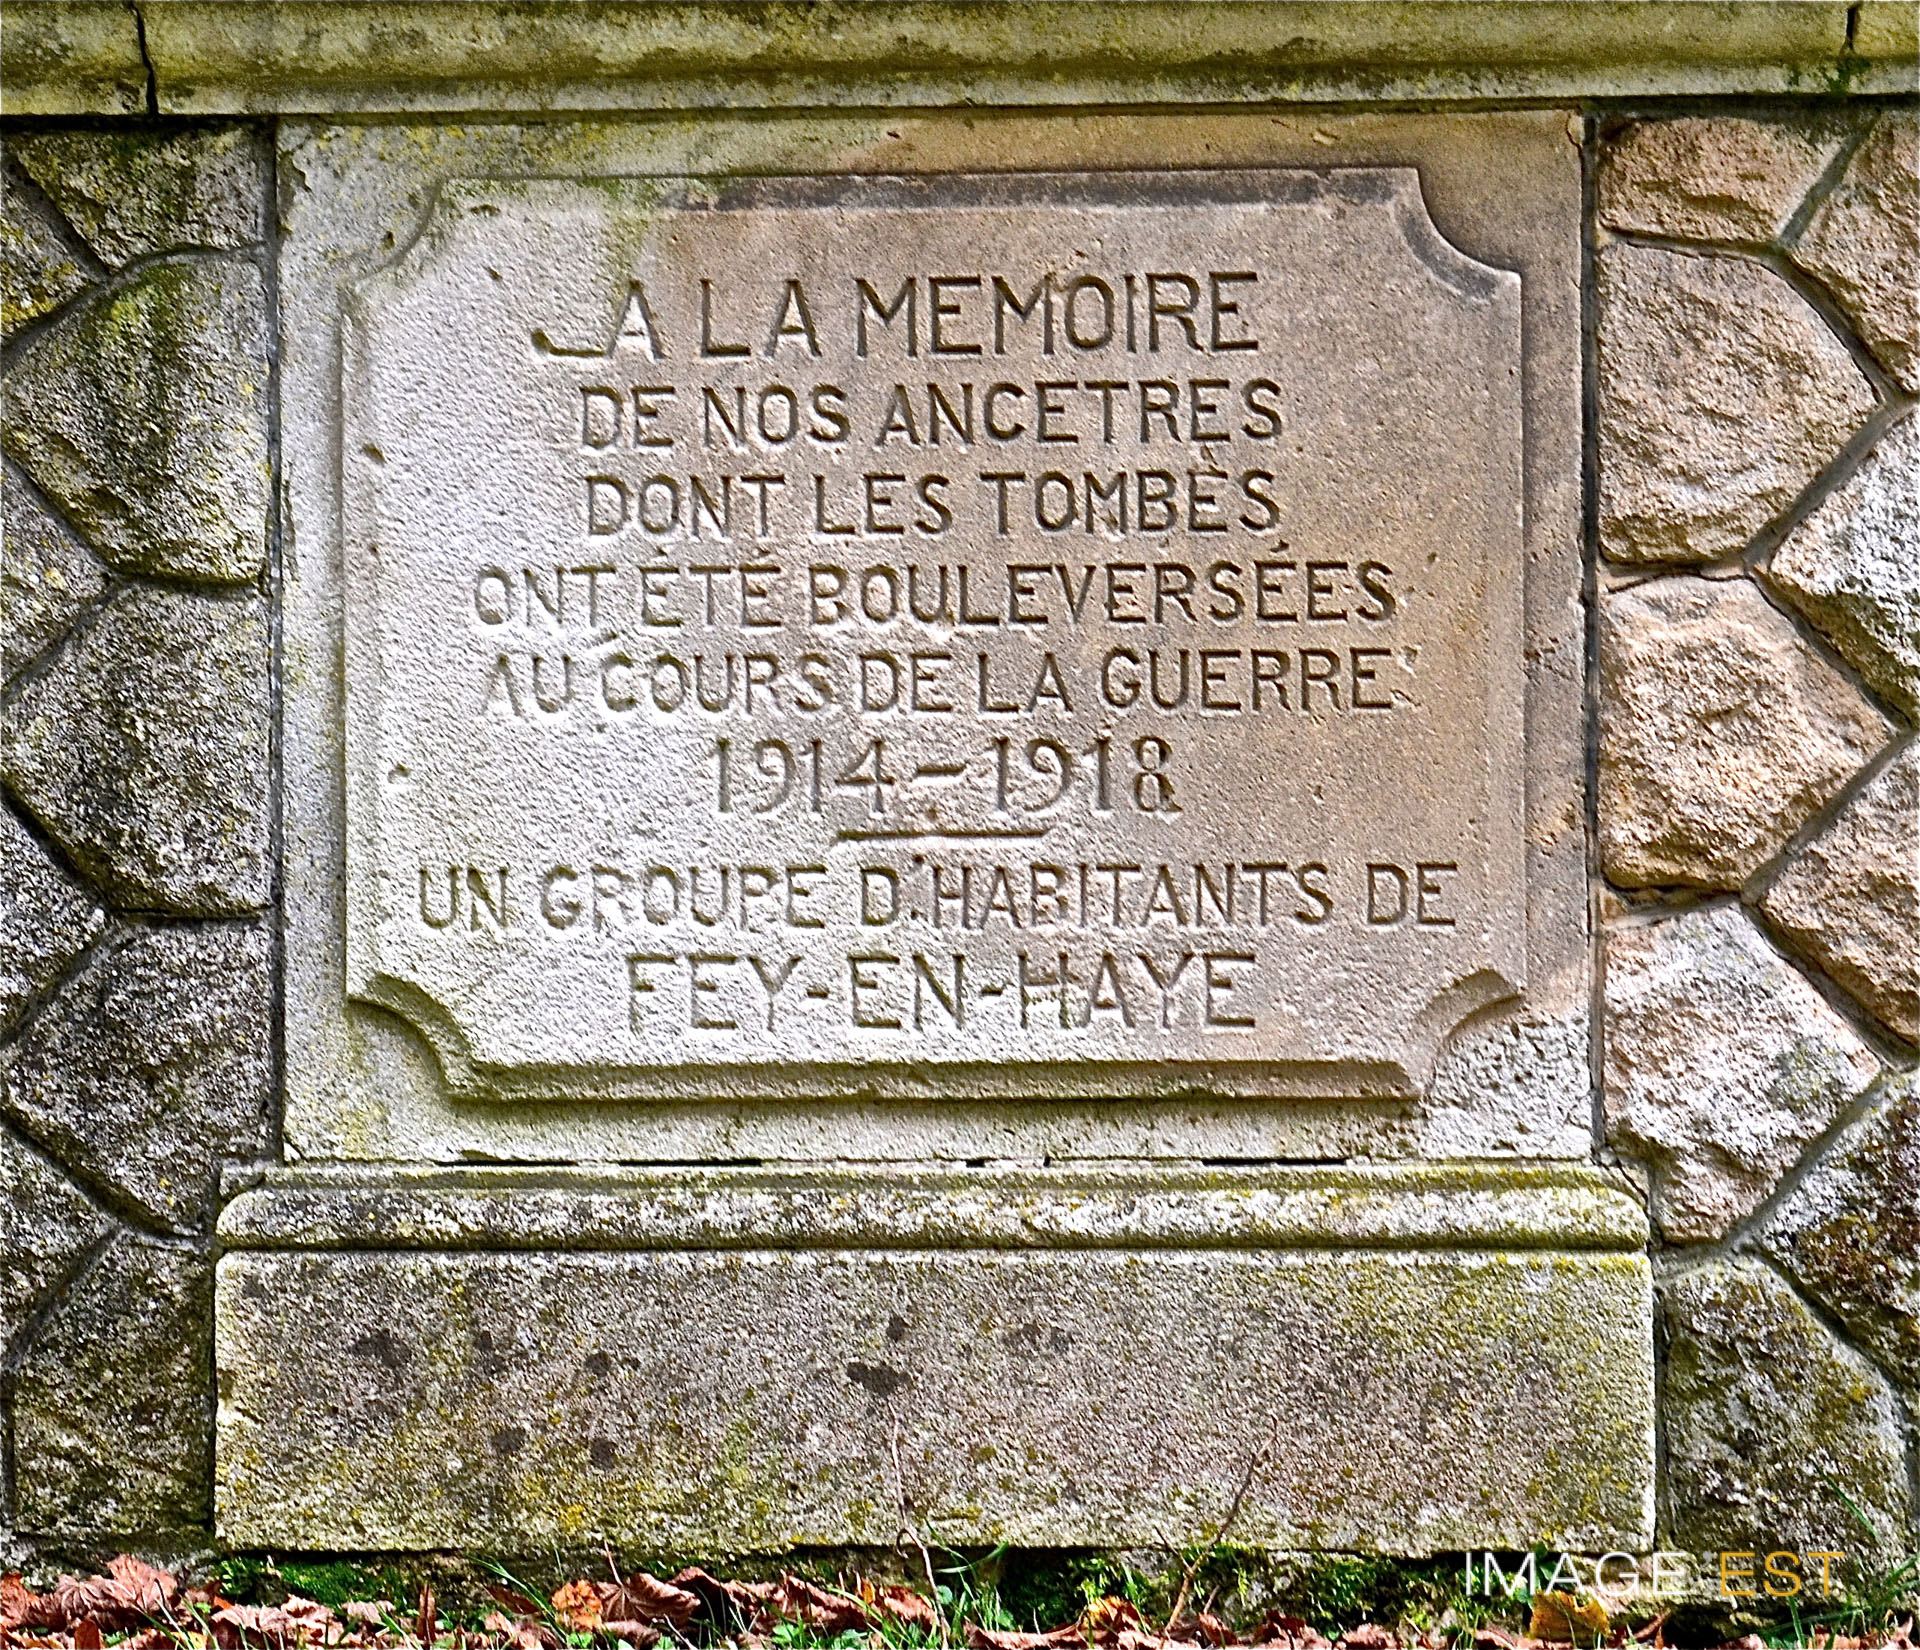 A LA MEMOIRE
DE NOS ANCETRES
DONT LES TOMBES
ONT ÉTÉ BOULEVERSÉES
AU COURS DE LA GUERRE
1914-1918
UN GROUPE D'HABITANTS DE
FEY-EN-HAYE
IMAGE'EST